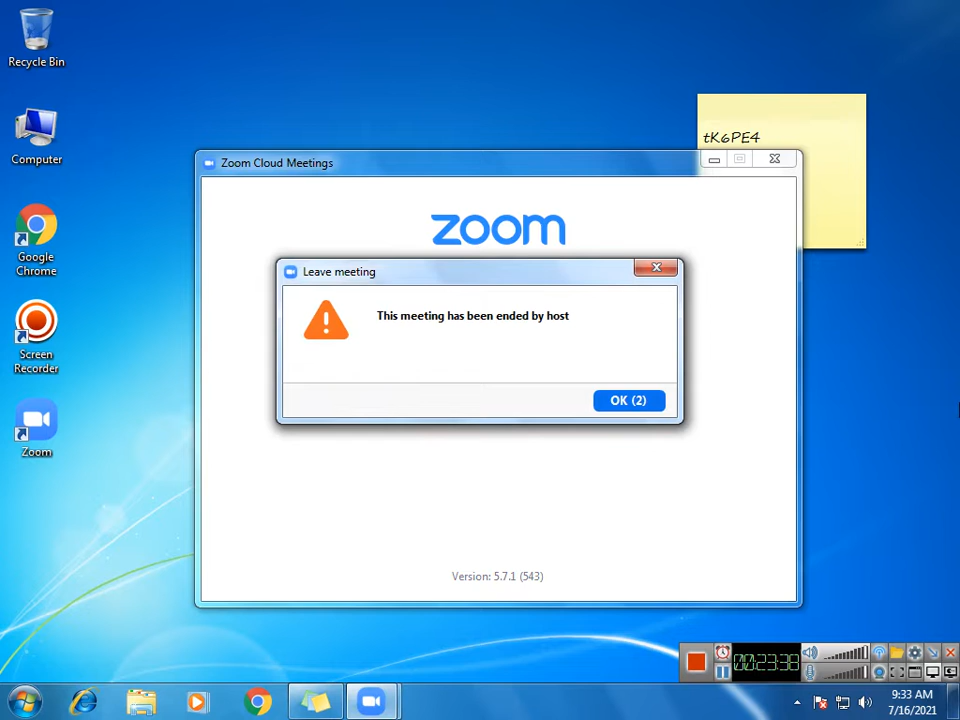 Recycle Bin
Computer
Google
Chrome
Screen
Recorder
Zoom
tK6PE4
Zoom Cloud Meetings
zoom
Leave meeting
This meeting has been ended by host
OK (2)
Version: 5.7.1 (543)
00:23:38
9:33 AM
7/16/2021